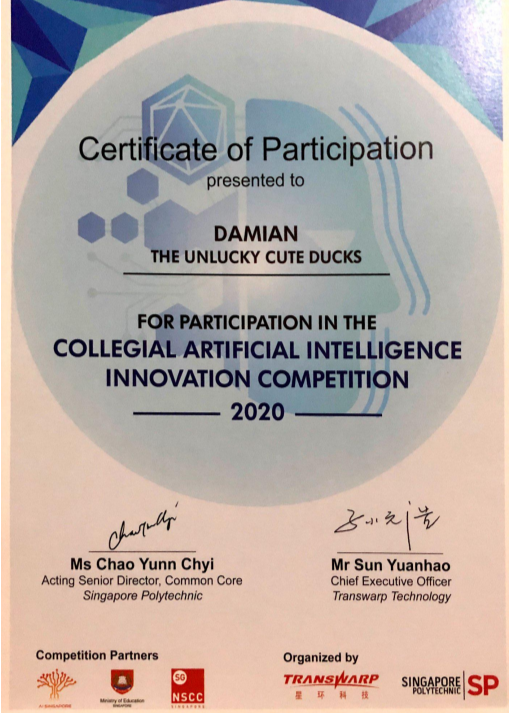 Certificate of Participation
presented to
DAMIAN
THE UNLUCKY CUTE DUCKS
FOR PARTICIPATION IN THE
COLLEGIAL ARTIFICIAL INTELLIGENCE
INNOVATION COMPETITION
2020
Ms Chao Yunn Chyi
Acting Senior Director, Common Core
Singapore Polytechnic
Mr Sun Yuanhao
Chief Executive Officer
Transwarp Technology
Competition Partners
AI SINGAPORE
Ministry of Education
SINGAPORE
SG
NSCC
SINGAPORE
Organized by
TRANSWARP
星环科技
SINGAPORE
POLYTECHNIC
SP